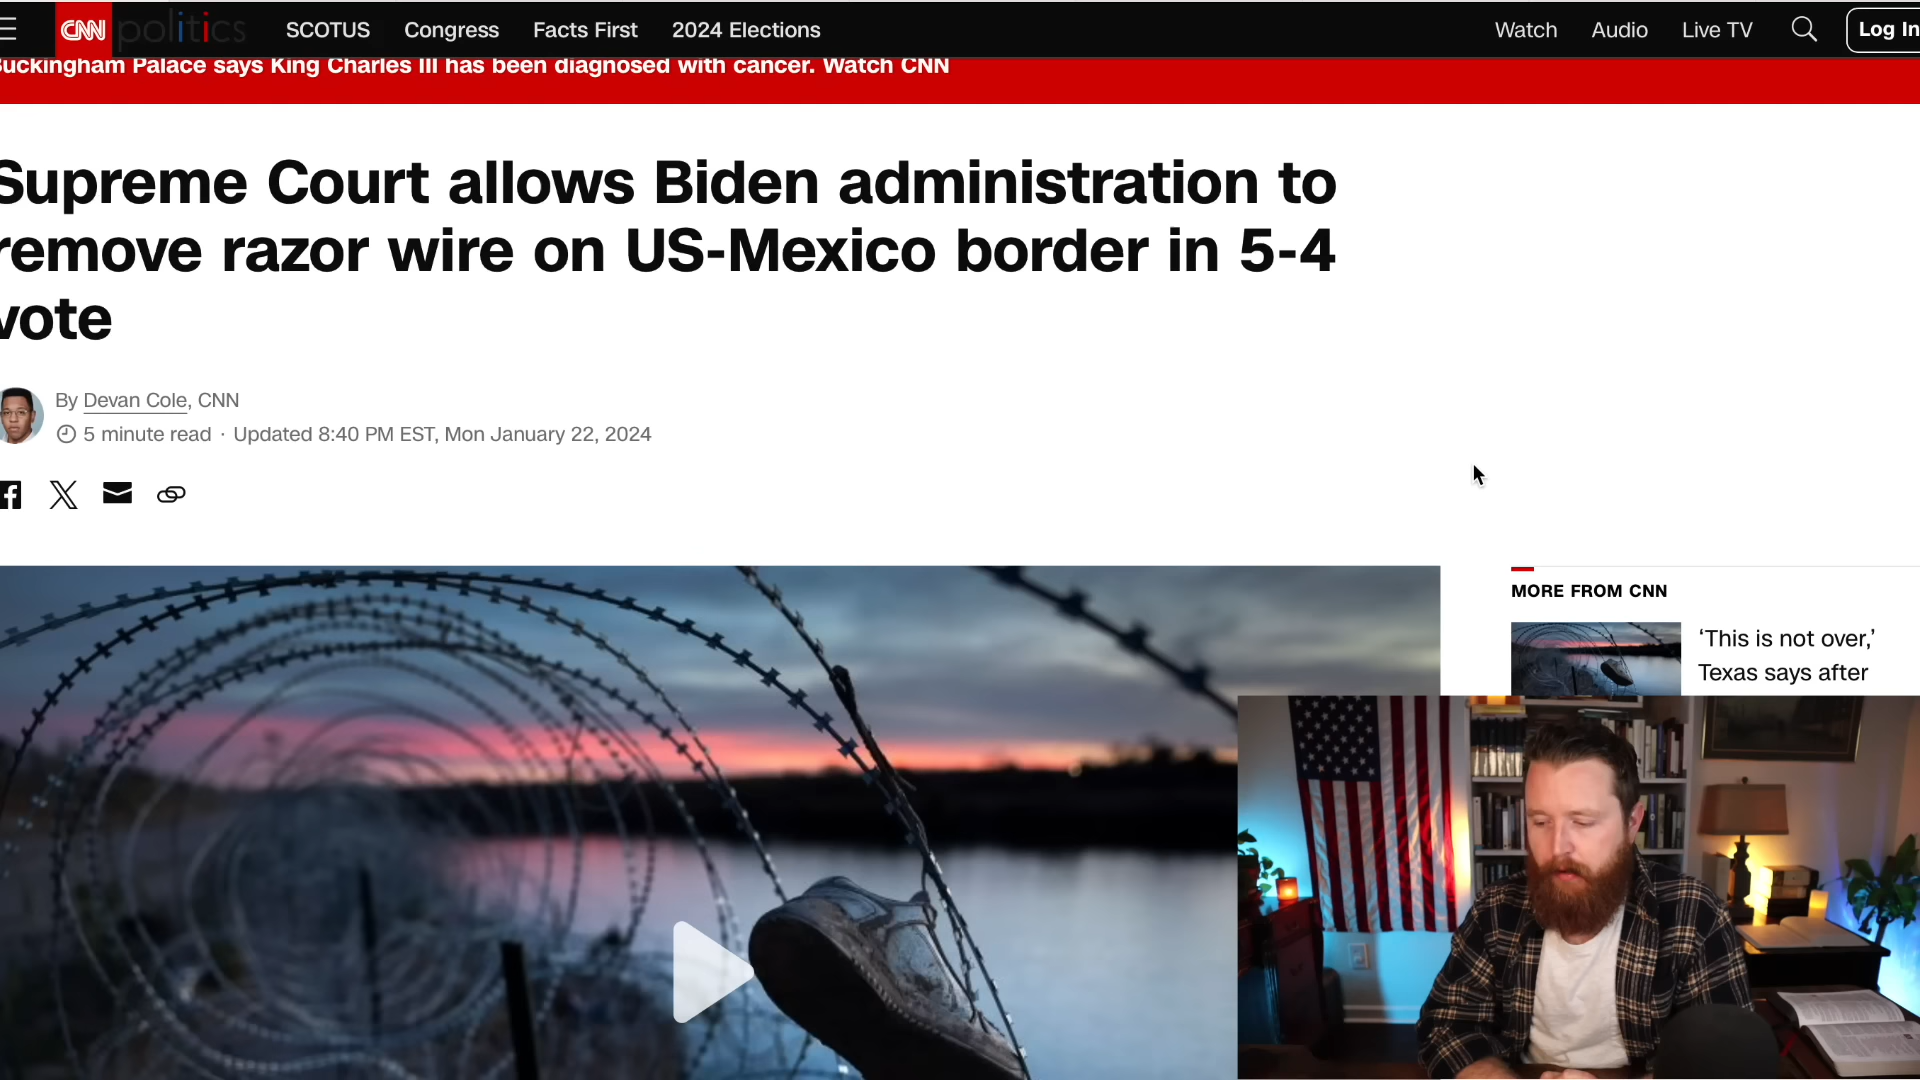 CNN politics SCOTUS Congress Facts First 2024 Elections Watch Audio Live TV Log In
uckingham Palace says King Charles III has been diagnosed with cancer. Watch CNN
Supreme Court allows Biden administration to
remove razor wire on US-Mexico border in 5-4
vote
By Devan Cole, CNN
5 minute read · Updated 8:40 PM EST, Mon January 22, 2024
MORE FROM CNN
‘This is not over,’
Texas says after